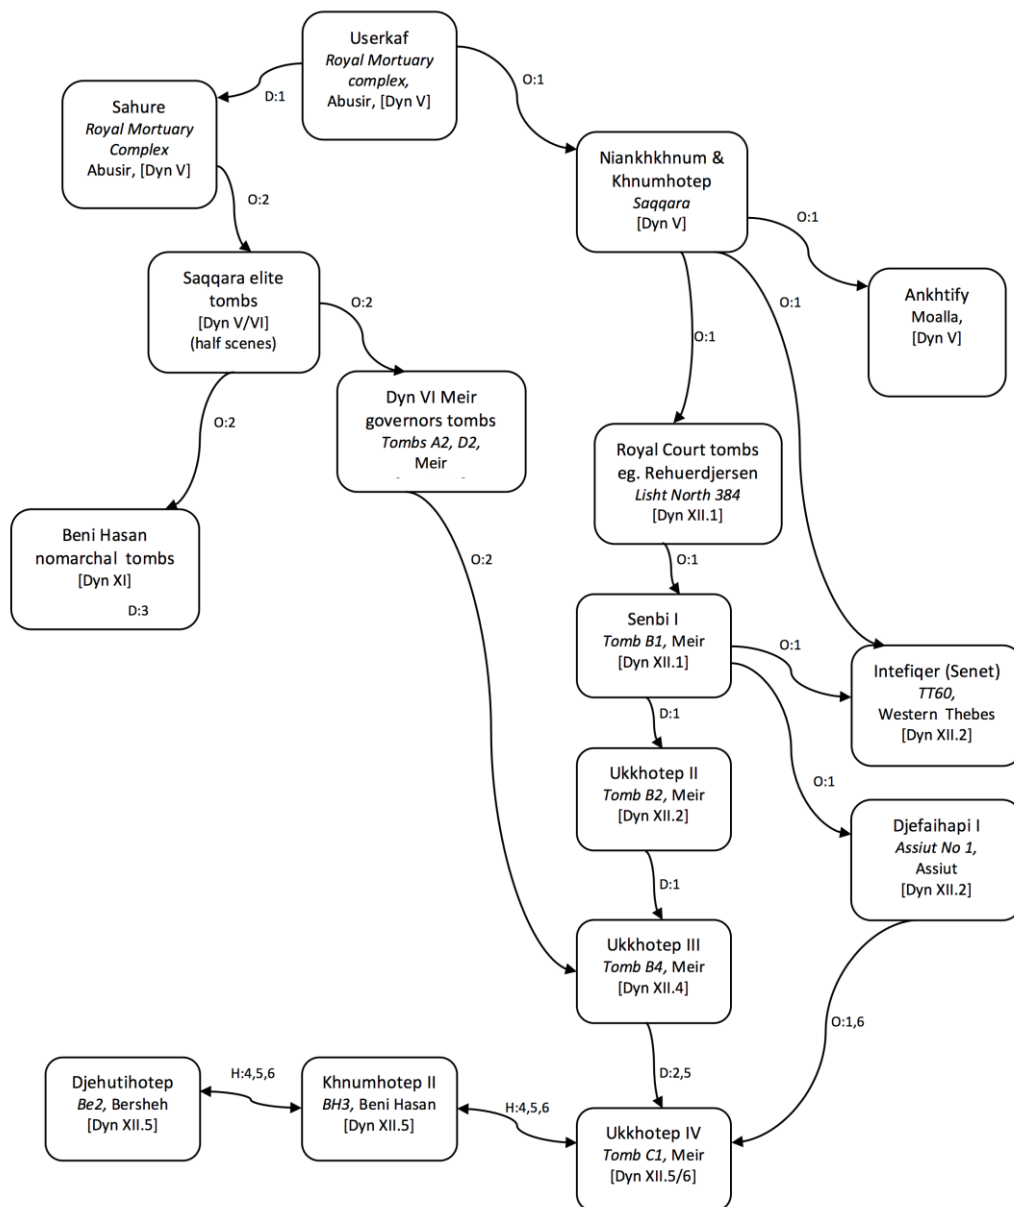 Userkaf
Royal Mortuary
complex,
Abusir, [Dyn V]
D:1
O:1
Sahure
Royal Mortuary
Complex
Abusir, [Dyn V]
O:2
Niankhkhnum &
Khnumhotep
Saqqara
[Dyn V]
O:1
Saqqara elite
tombs
[Dyn V/VI]
(half scenes)
O:2
O:1
Ankhtify
Moalla,
[Dyn V]
O:1
O:2
Dyn VI Meir
governors tombs
Tombs A2, D2,
Meir
Royal Court tombs
eg. Rehuerdjersen
Lisht North 384
[Dyn XII.1]
Beni Hasan
nomarchal tombs
[Dyn XI]
D:3
O:2
O:1
Senbi I
Tomb B1, Meir
[Dyn XII.1]
O:1
Intefiqer (Senet)
TT60,
Western Thebes
[Dyn XII.2]
D:1
O:1
Ukkhotep II
Tomb B2, Meir
[Dyn XII.2]
Djefaihapi I
Assiut No 1,
Assiut
[Dyn XII.2]
D:1
Ukkhotep III
Tomb B4, Meir
[Dyn XII.4]
O:1,6
D:2,5
Djehutihotep
Be2, Bersheh
[Dyn XII.5]
H:4,5,6
Khnumhotep II
BH3, Beni Hasan
[Dyn XII.5]
H:4,5,6
Ukkhotep IV
Tomb C1, Meir
[Dyn XII.5/6]